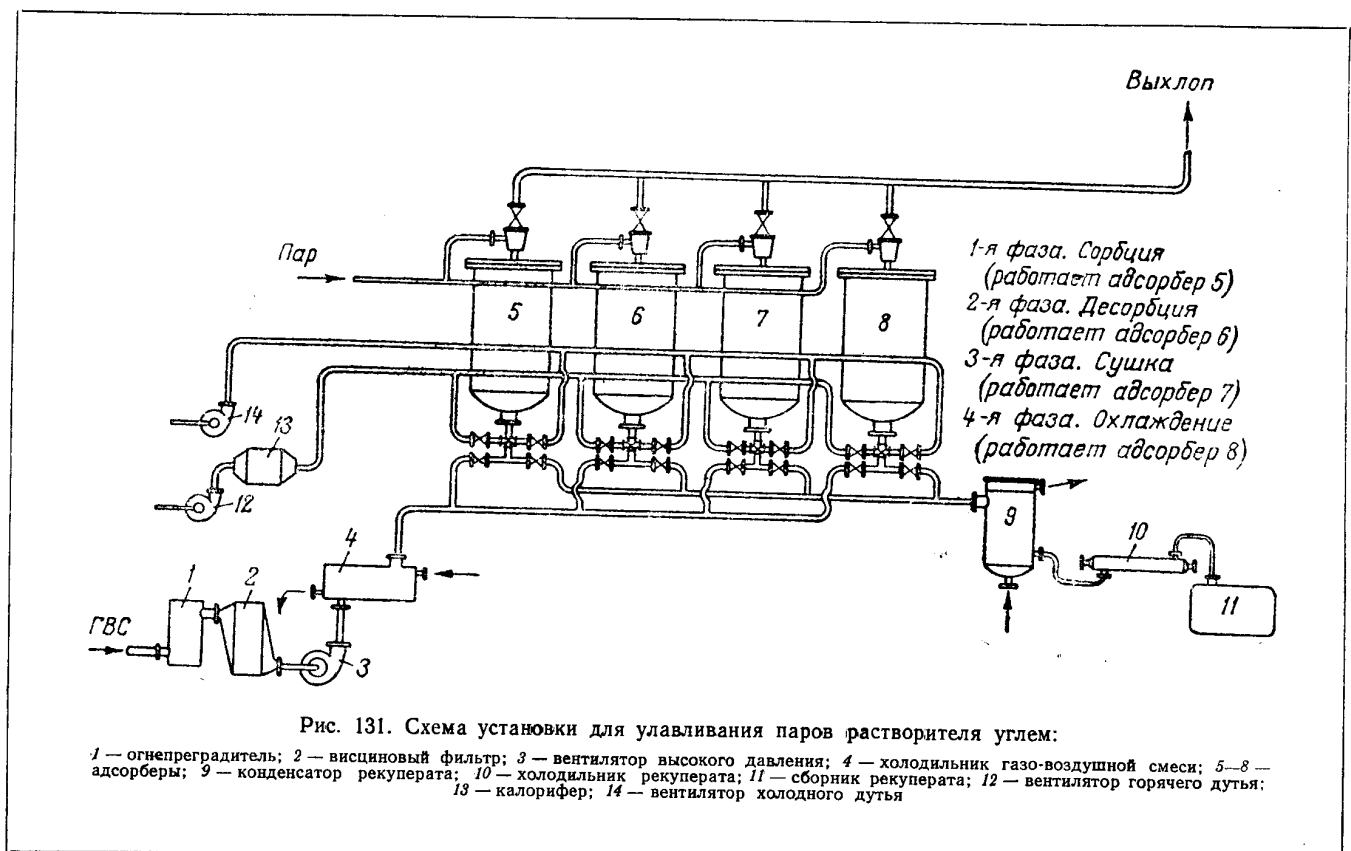 Выхлоп
Пар
1-я фаза. Сорбция
(работает адсорбер 5)
2-я фаза. Десорбция
(работает адсорбер 6)
3-я фаза. Сушка
(работает адсорбер 7)
4-я фаза. Охлаждение
(работает адсорбер 8)
5
6
7
8
14
13
12
4
9
10
11
1
2
ГВС
3
Рис. 131. Схема установки для улавливания паров растворителя углем:
1 — огнепреградитель; 2 — висциновый фильтр; 3 — вентилятор высокого давления; 4 — холодильник газо-воздушной смеси; 5—8 —
адсорберы; 9 — конденсатор рекуперата; 10 — холодильник рекуперата; 11 — сборник рекуперата; 12 — вентилятор горячего дутья;
13 — калорифер; 14 — вентилятор холодного дутья